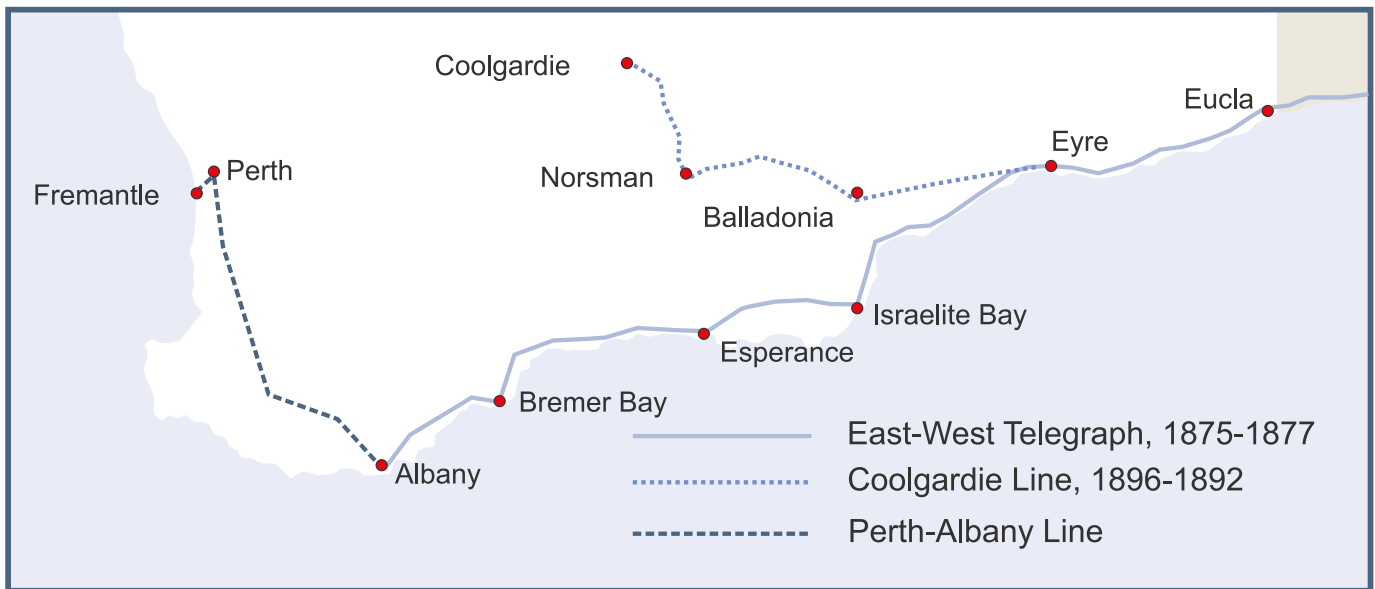 Coolgardie
Eucla
Eyre
Perth
Norsman
Fremantle
Balladonia
Israelite Bay
Esperance
Bremer Bay
Albany
East-West Telegraph, 1875-1877
Coolgardie Line, 1896-1892
Perth-Albany Line